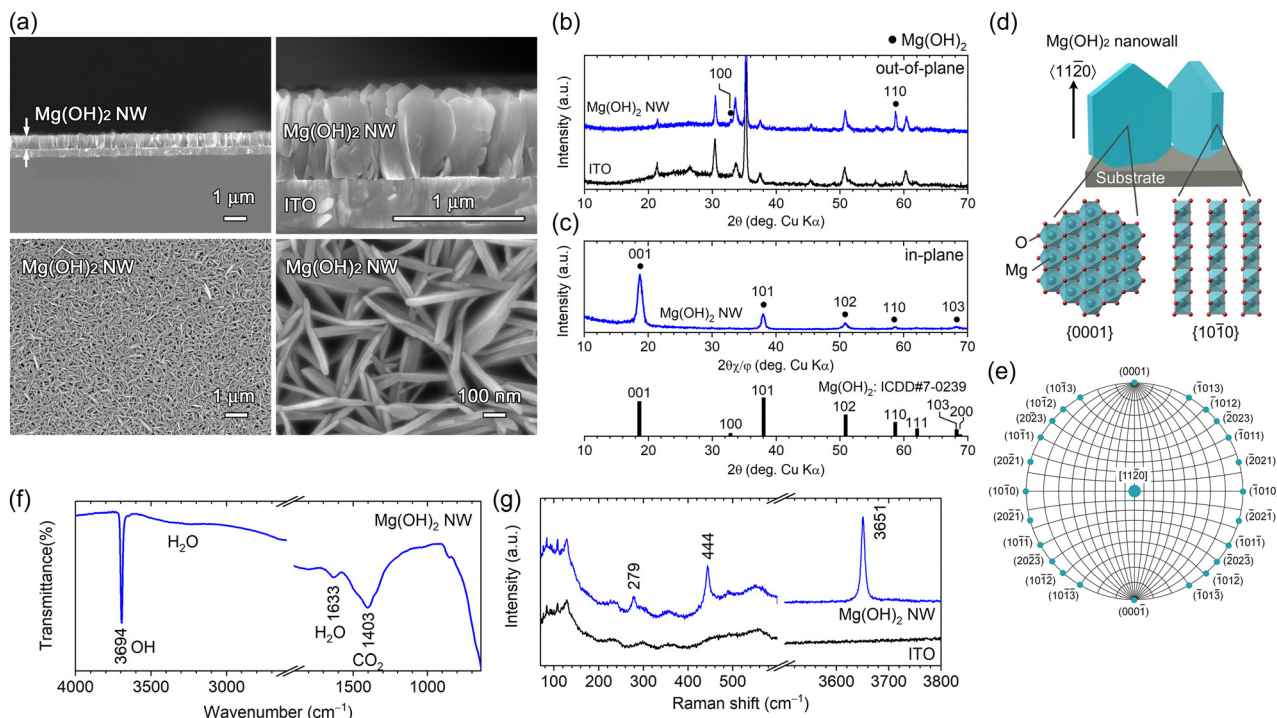 (a)
Mg(OH)₂ NW
1 μm
Mg(OH)₂ NW
ITO
1 μm
Mg(OH)₂ NW
1 μm
Mg(OH)₂ NW
100 nm
(b)
● Mg(OH)₂
out-of-plane
100
110
Mg(OH)₂ NW
ITO
Intensity (a.u.)
10 20 30 40 50 60 70
2θ (deg. Cu Kα)
(c)
in-plane
001
101
102
110
103
Mg(OH)₂ NW
Intensity (a.u.)
10 20 30 40 50 60 70
2θχ/φ (deg. Cu Kα)
Mg(OH)₂: ICDD#7-0239
001
100
101
102
110
111
103
200
10 20 30 40 50 60 70
2θ (deg. Cu Kα)
(d)
Mg(OH)₂ nanowall
⟨112̄0⟩
Substrate
O
Mg
{0001}
{101̄0}
(e)
(0001)
(101̄3)
(1̄013)
(101̄2)
(1̄012)
(202̄3)
(2̄023)
(101̄1)
(1̄011)
(202̄1)
(2̄021)
[112̄0]
(101̄0)
(1̄010)
(202̄1̄)
(2̄021̄)
(101̄1̄)
(1̄011̄)
(202̄3̄)
(2̄023̄)
(101̄2̄)
(1̄012̄)
(101̄3̄)
(1̄013̄)
(0001̄)
(f)
Mg(OH)₂ NW
H₂O
3694 OH
1633
H₂O
1403
CO₂
Transmittance(%)
4000 3500 3000 1500 1000
Wavenumber (cm⁻¹)
(g)
279
444
3651
Mg(OH)₂ NW
ITO
Intensity (a.u.)
100 200 300 400 500 3600 3700 3800
Raman shift (cm⁻¹)